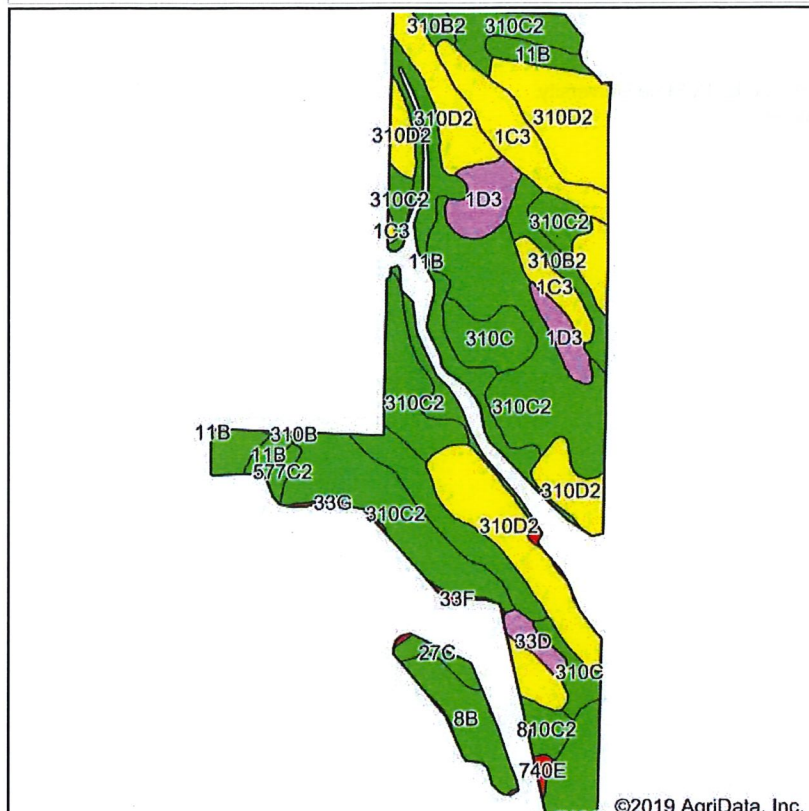 310B2 310C2
11B
310D2 310D2
310D2 1C3
310C2 1D3
310C2
1C3
11B 310B2
1C3
310C 1D3
310C2 310C2
11B 310B
11B
577C2 310D2
33G
310C2 310D2
33F
33D
27C 310C
8B 810C2
740E
©2019 AgriData, Inc.